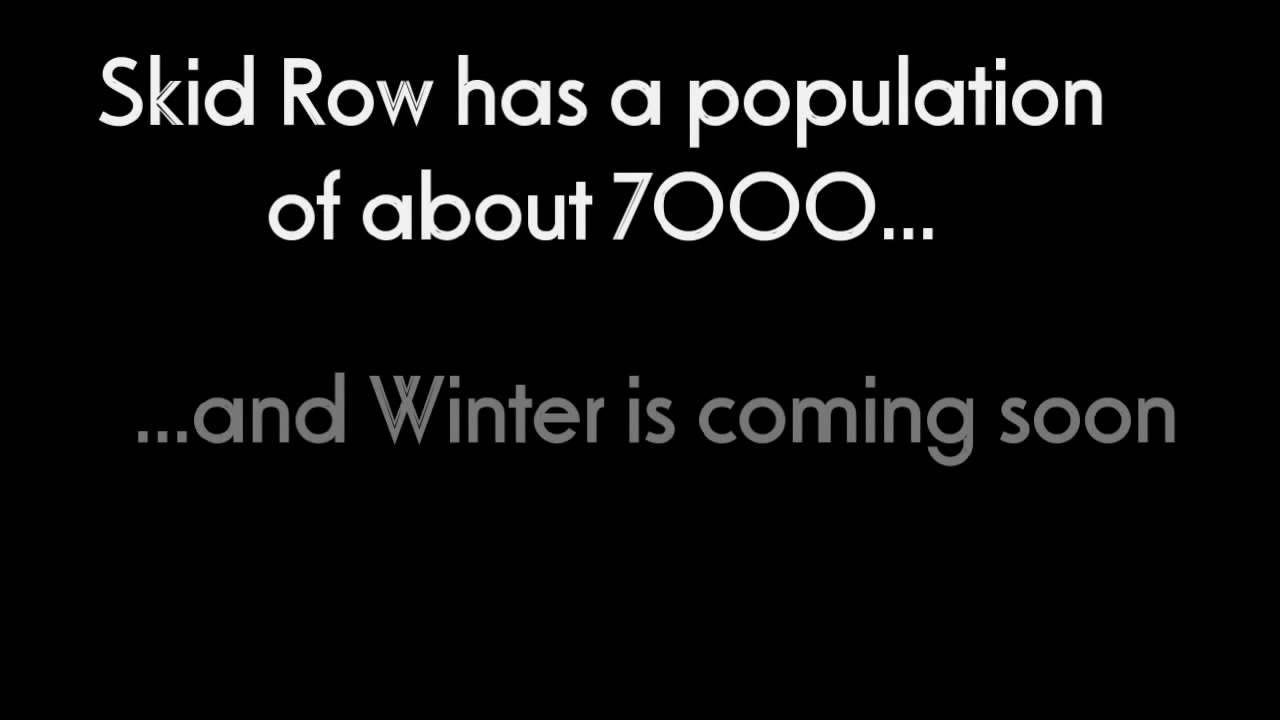 Skid Row has a population
of about 7000...
...and Winter is coming soon